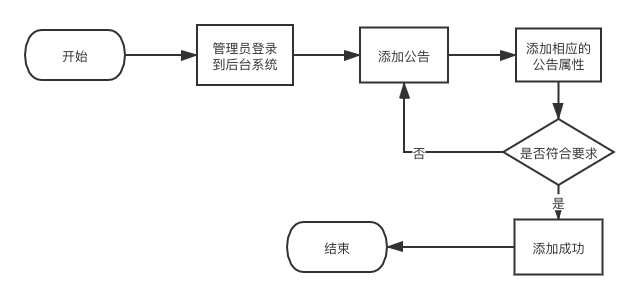 开始
管理员登录
到后台系统
添加公告
添加相应的
公告属性
否
是否符合要求
是
结束
添加成功